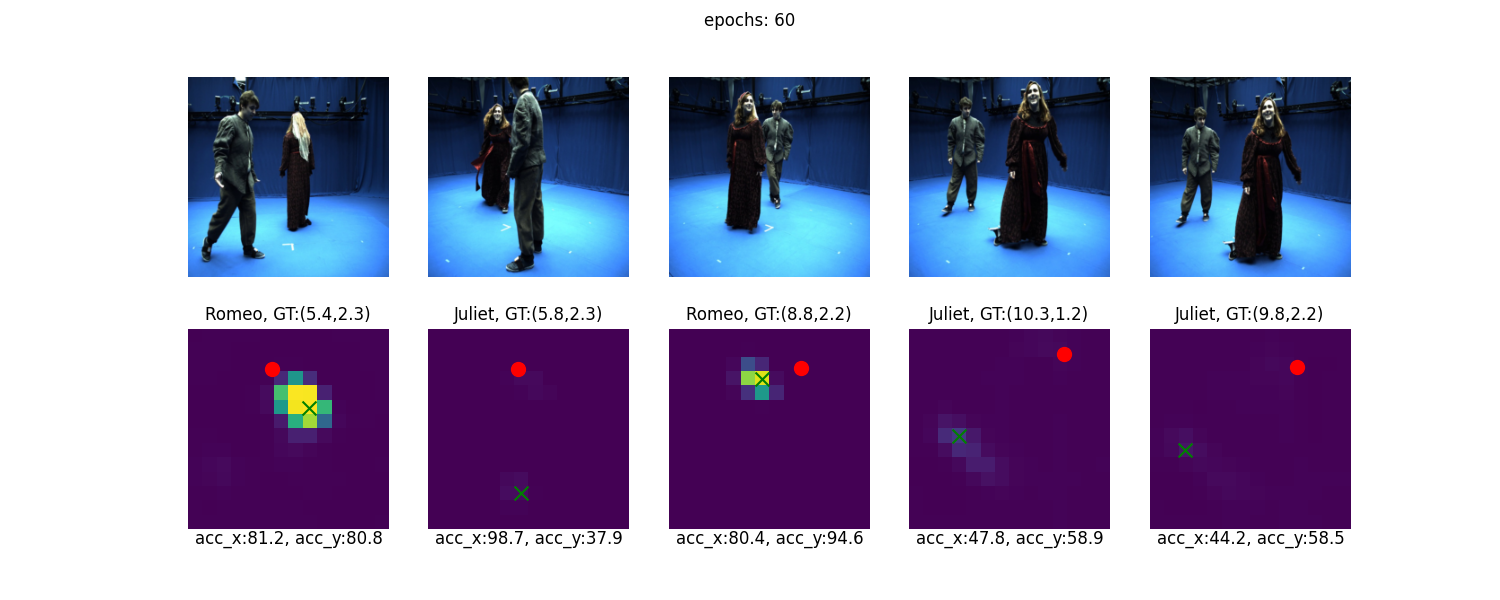 epochs: 60
Romeo, GT:(5.4,2.3)
Juliet, GT:(5.8,2.3)
Romeo, GT:(8.8,2.2)
Juliet, GT:(10.3,1.2)
Juliet, GT:(9.8,2.2)
acc_x:81.2, acc_y:80.8
acc_x:98.7, acc_y:37.9
acc_x:80.4, acc_y:94.6
acc_x:47.8, acc_y:58.9
acc_x:44.2, acc_y:58.5